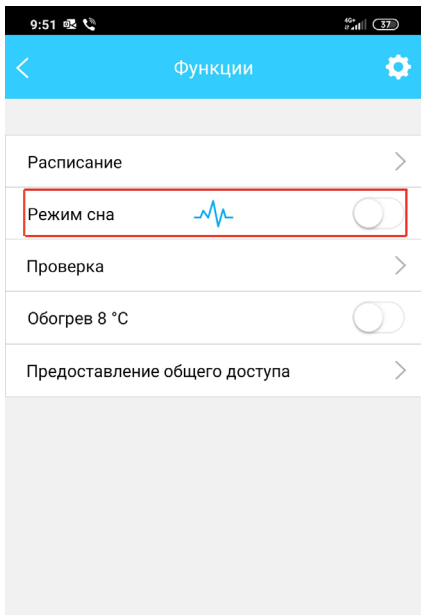 9:51
4G+ 37
Функции
Расписание
Режим сна
Проверка
Обогрев 8 °C
Предоставление общего доступа